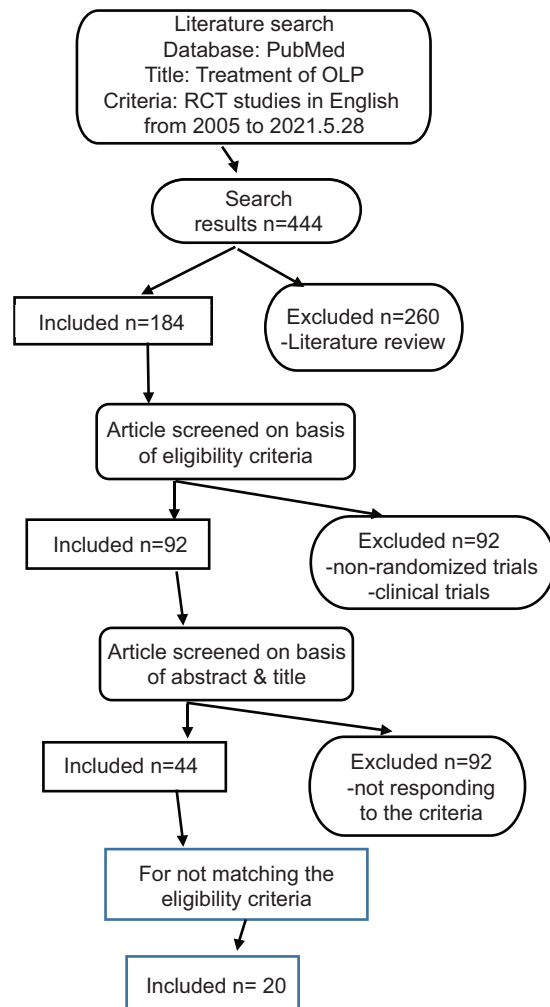 Literature search
Database: PubMed
Title: Treatment of OLP
Criteria: RCT studies in English
from 2005 to 2021.5.28
Search
results n=444
Included n=184
Excluded n=260
-Literature review
Article screened on basis
of eligibility criteria
Included n=92
Excluded n=92
-non-randomized trials
-clinical trials
Article screened on basis
of abstract & title
Included n=44
Excluded n=92
-not responding
to the criteria
For not matching the
eligibility criteria
Included n= 20